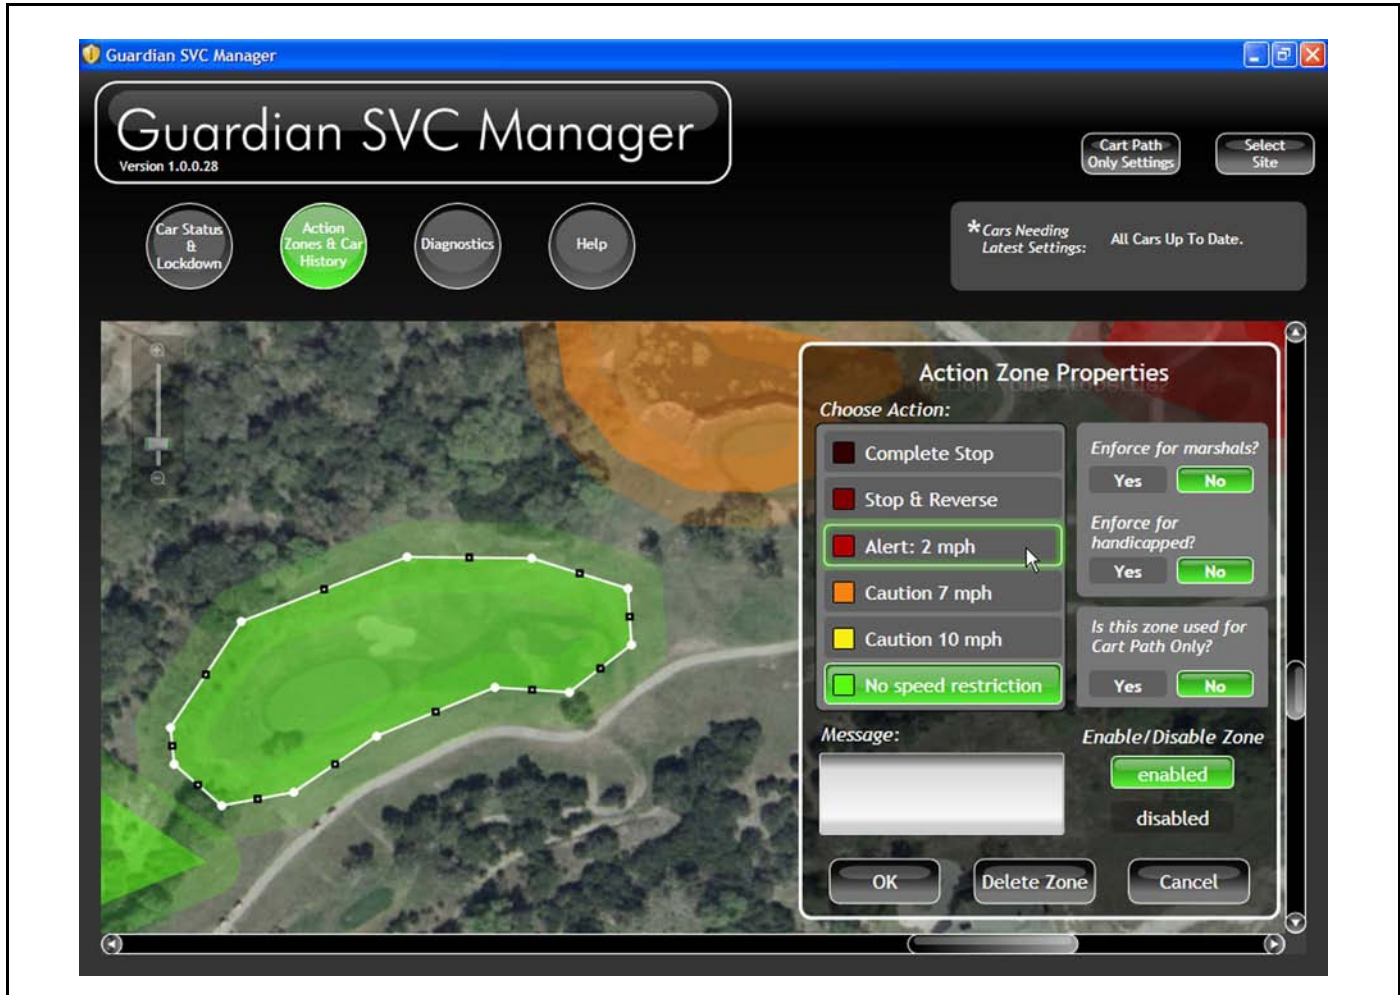 Guardian SVC Manager
Guardian SVC Manager
Version 1.0.0.28
Cart Path
Only Settings
Select
Site
Car Status
&
Lockdown
Action
Zones & Car
History
Diagnostics
Help
*Cars Needing
Latest Settings:
All Cars Up To Date.
Action Zone Properties
Choose Action:
Complete Stop
Stop & Reverse
Alert: 2 mph
Caution 7 mph
Caution 10 mph
No speed restriction
Enforce for marshals?
Yes No
Enforce for
handicapped?
Yes No
Is this zone used for
Cart Path Only?
Yes No
Message:
Enable/Disable Zone
enabled
disabled
OK Delete Zone Cancel